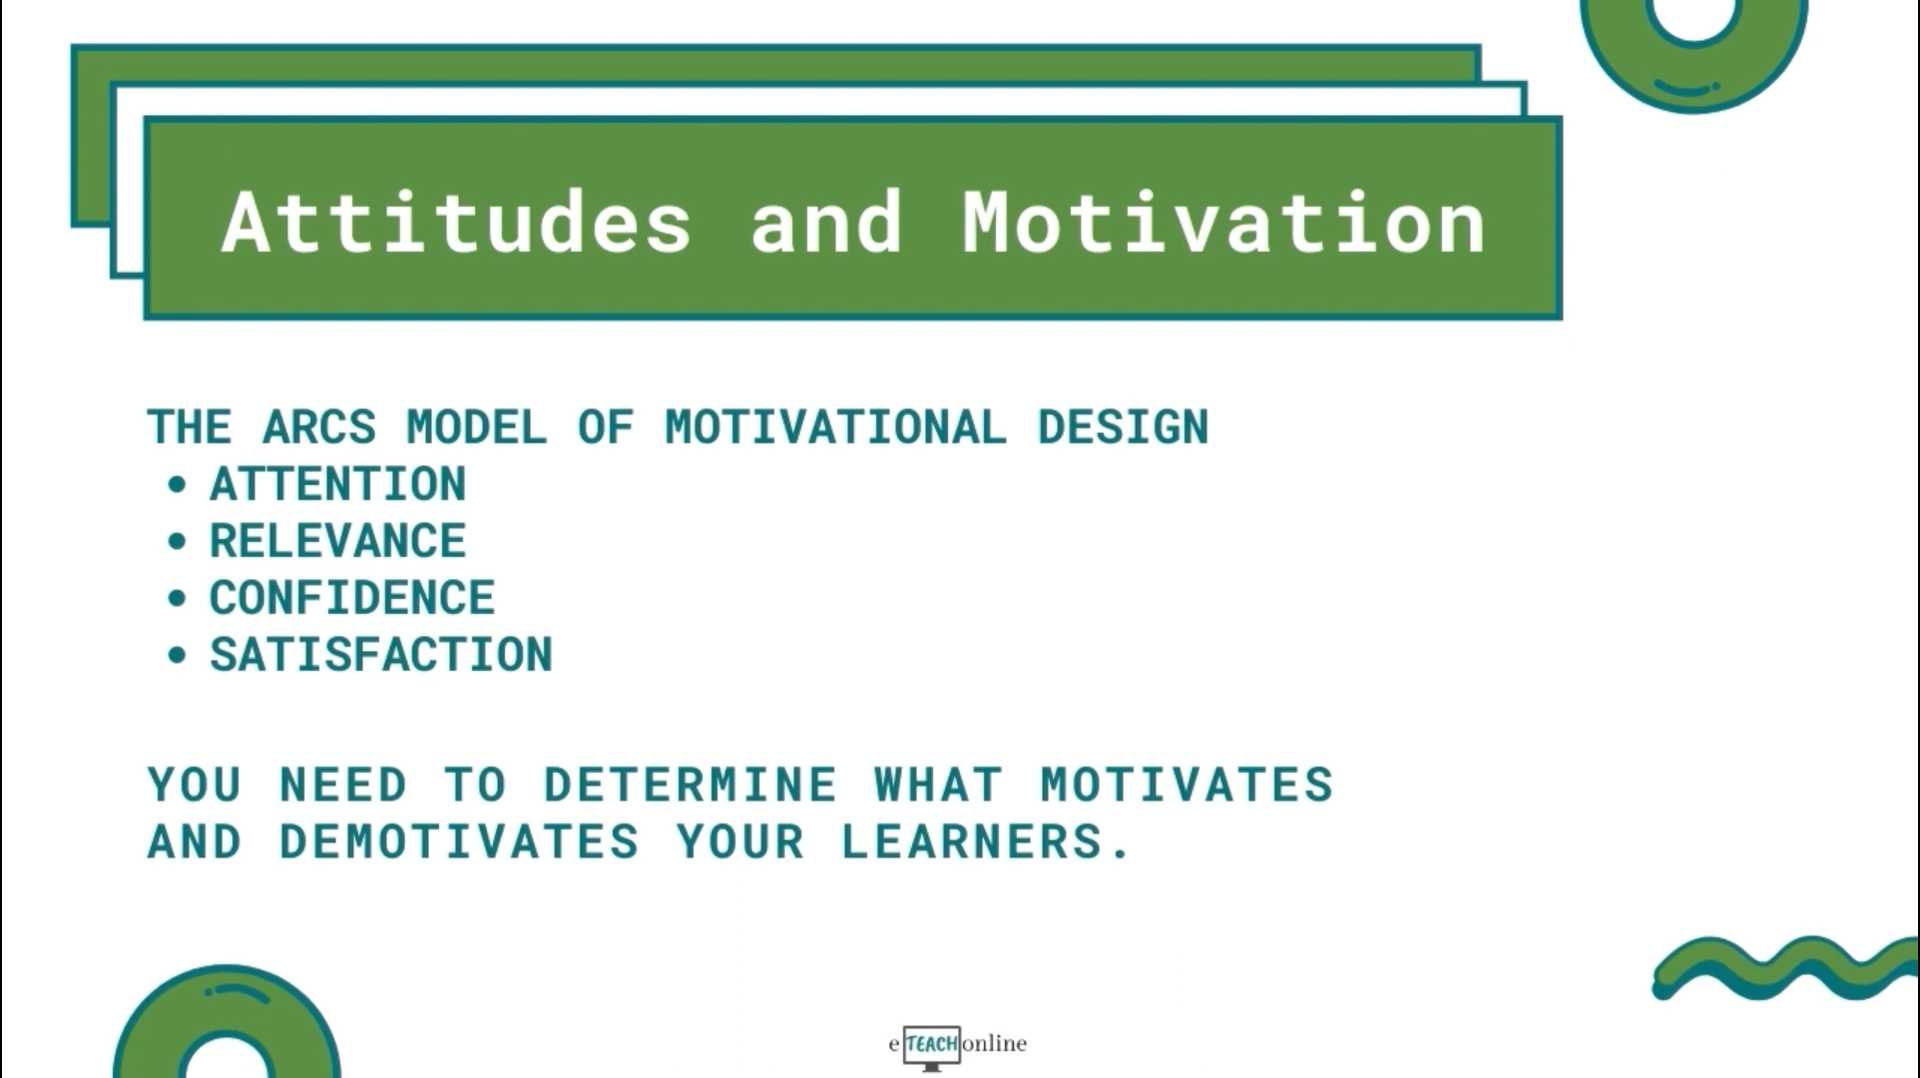 Attitudes and Motivation
THE ARCS MODEL OF MOTIVATIONAL DESIGN
• ATTENTION
• RELEVANCE
• CONFIDENCE
• SATISFACTION
YOU NEED TO DETERMINE WHAT MOTIVATES
AND DEMOTIVATES YOUR LEARNERS.
e TEACH online